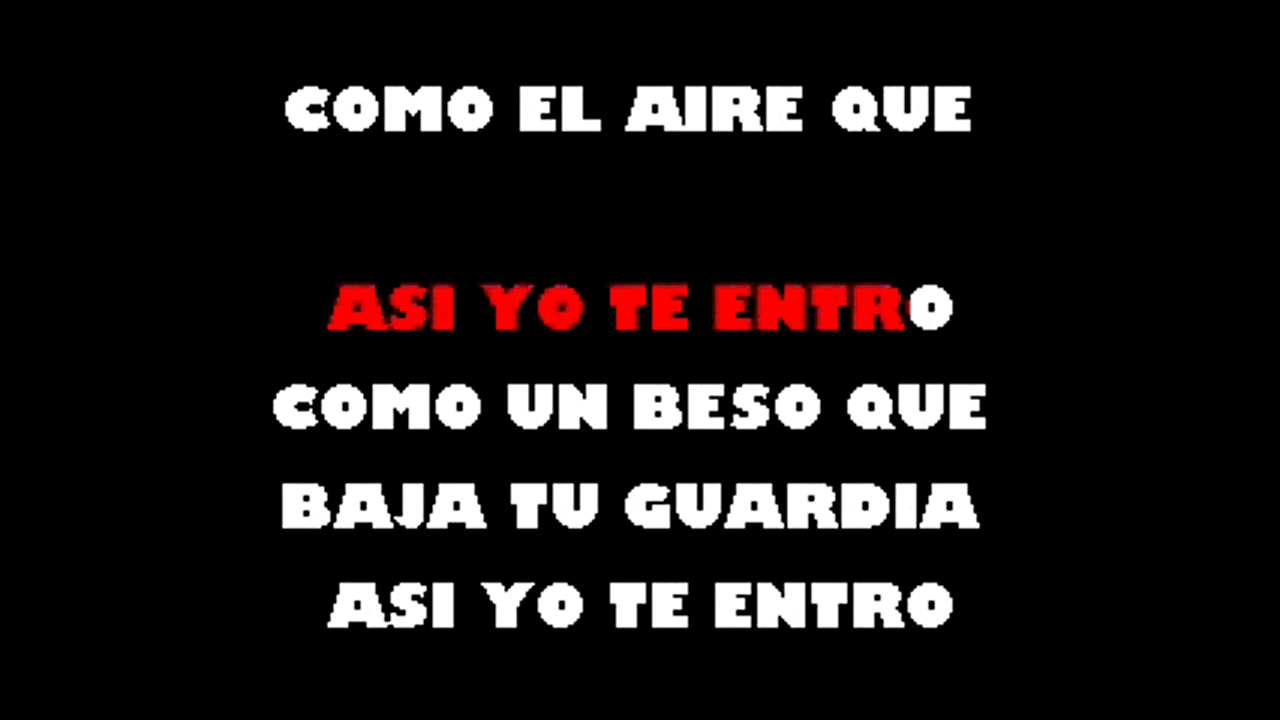 COMO EL AIRE QUE
ASI YO TE ENTRO
COMO UN BESO QUE
BAJA TU GUARDIA
ASI YO TE ENTRO